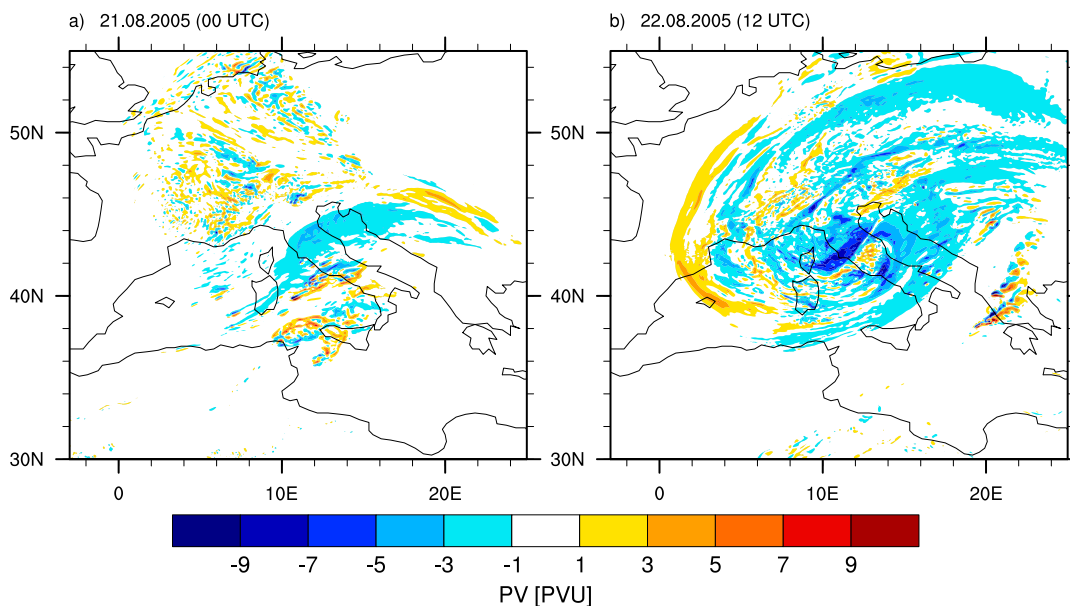 a) 21.08.2005 (00 UTC)
b) 22.08.2005 (12 UTC)
50N
40N
30N
0 10E 20E
50N
40N
30N
0 10E 20E
-9 -7 -5 -3 -1 1 3 5 7 9
PV [PVU]